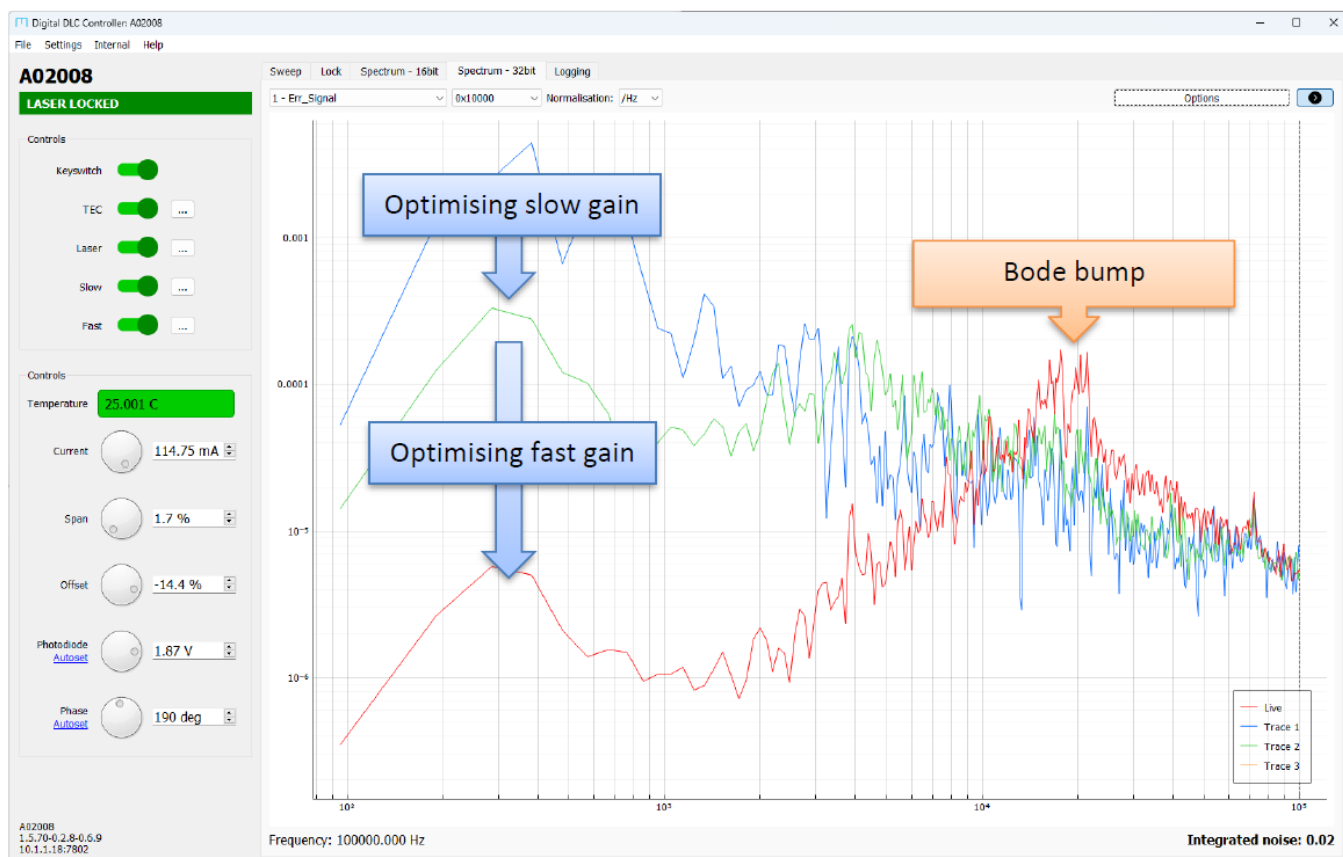 Digital DLC Controller: A02008
File Settings Internal Help
A02008
LASER LOCKED
Controls
Keyswitch
TEC ...
Laser ...
Slow ...
Fast ...
Controls
Temperature 25.001 C
Current 114.75 mA
Span 1.7 %
Offset -14.4 %
Photodiode 1.87 V
Autoset
Phase 190 deg
Autoset
A02008
1.5.70-0.2.8-0.6.9
10.1.1.18:7802
Sweep Lock Spectrum - 16bit Spectrum - 32bit Logging
1 - Err_Signal 0x10000 Normalisation: /Hz Options
Optimising slow gain
Bode bump
Optimising fast gain
0.001
0.0001
10⁻⁵
10⁻⁶
10² 10³ 10⁴ 10⁵
Live
Trace 1
Trace 2
Trace 3
Frequency: 100000.000 Hz
Integrated noise: 0.02